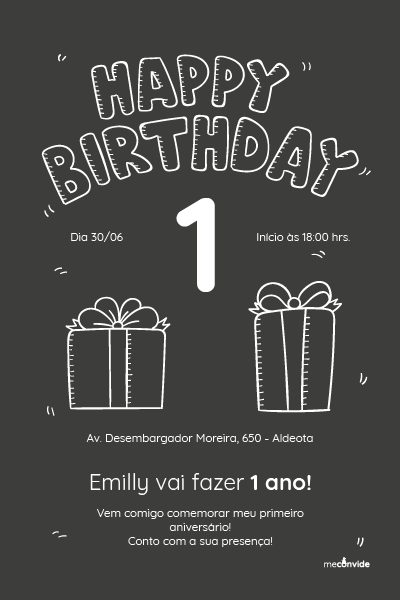 HAPPY
BIRTHDAY
1
Dia 30/06
Início às 18:00 hrs.
Av. Desembargador Moreira, 650 - Aldeota
Emilly vai fazer 1 ano!
Vem comigo comemorar meu primeiro
aniversário!
Conto com a sua presença!
meconvide